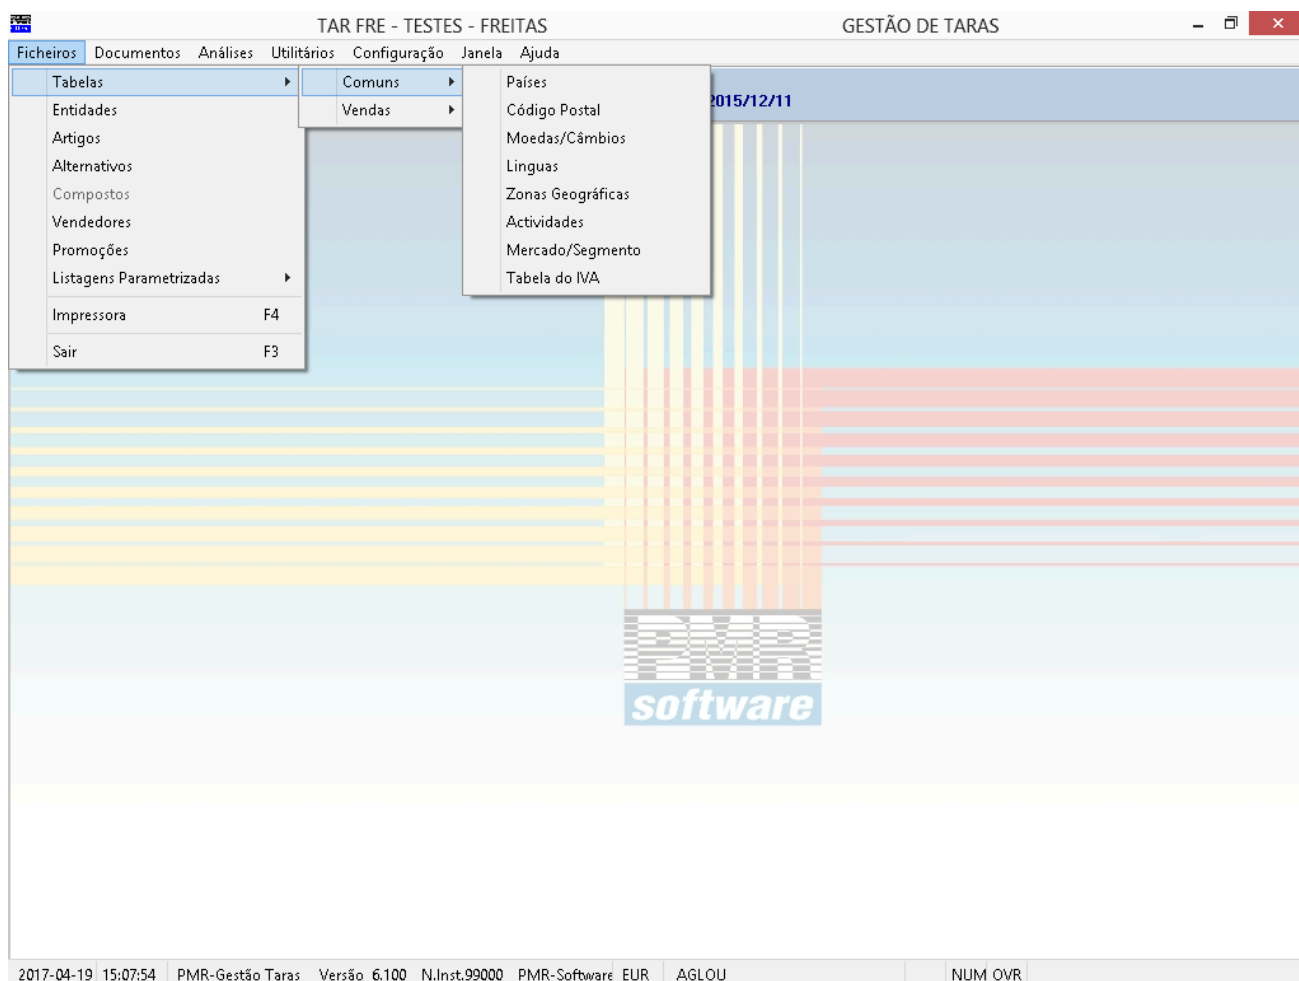 TAR FRE - TESTES - FREITAS GESTÃO DE TARAS
Ficheiros Documentos Análises Utilitários Configuração Janela Ajuda
Tabelas Comuns Países
2015/12/11
Entidades Vendas Código Postal
Artigos Moedas/Câmbios
Alternativos Linguas
Compostos Zonas Geográficas
Vendedores Actividades
Promoções Mercado/Segmento
Listagens Parametrizadas Tabela do IVA
Impressora F4
Sair F3
PMR
software
2017-04-19 15:07:54 PMR-Gestão Taras Versão 6.100 N.Inst.99000 PMR-Software EUR AGLOU NUM OVR